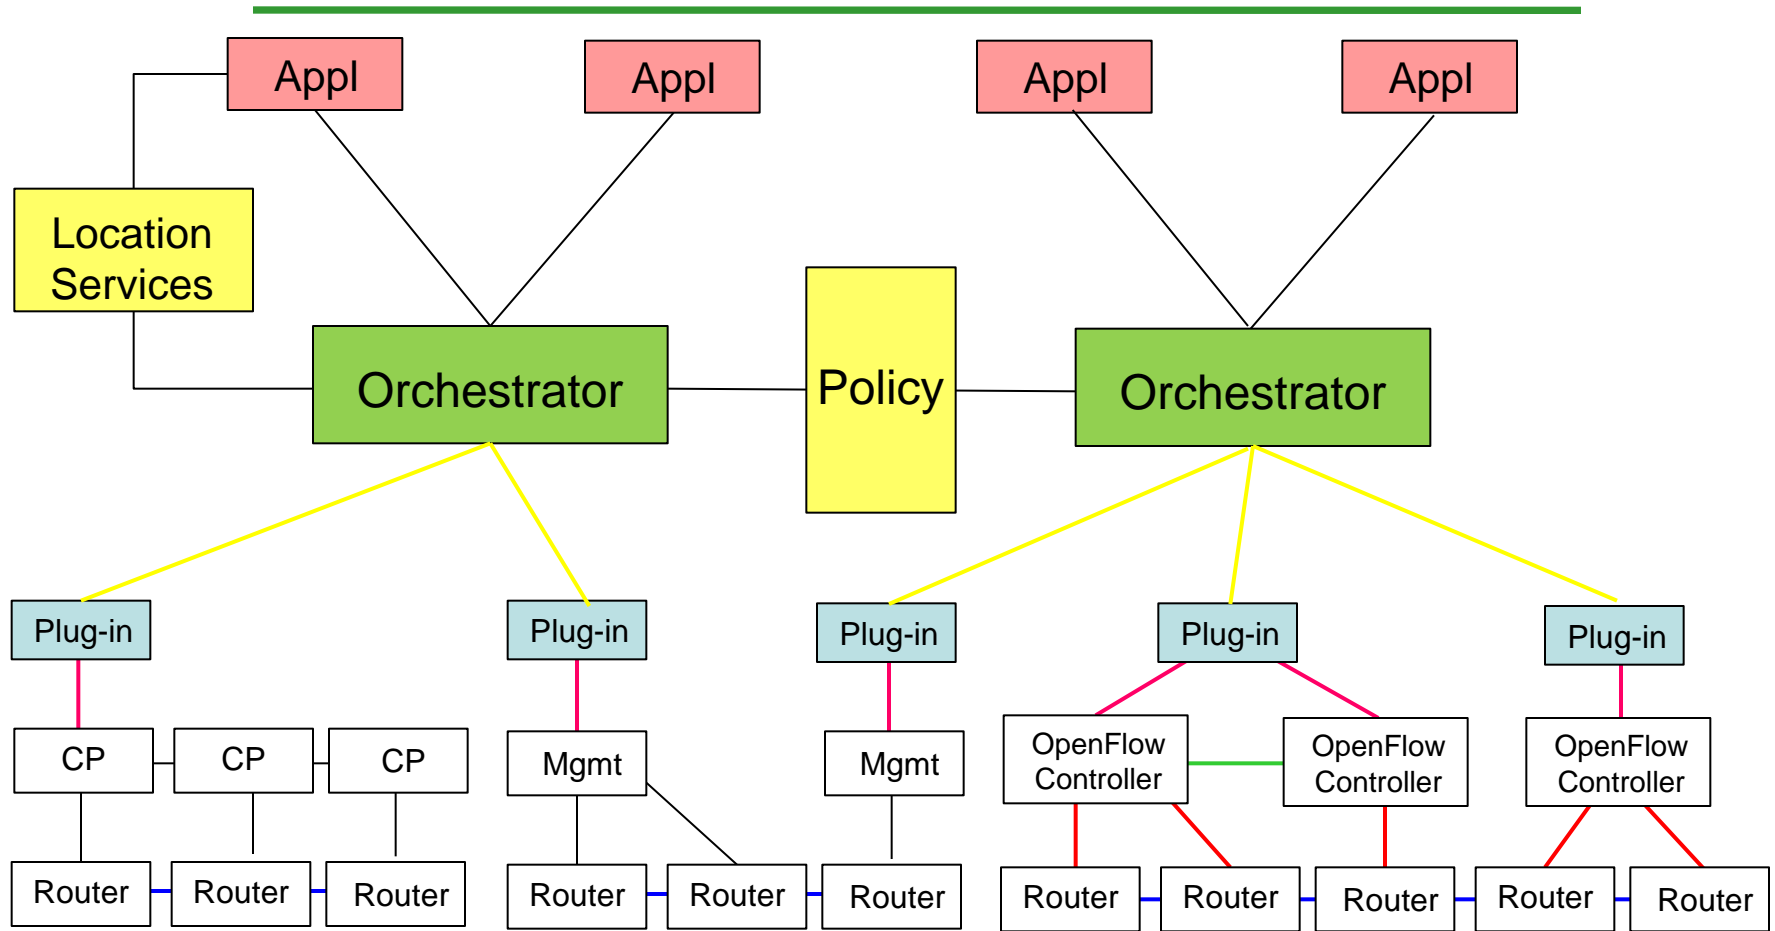 Appl
Appl
Appl
Appl
Location
Services
Orchestrator
Policy
Orchestrator
Plug-in
Plug-in
Plug-in
Plug-in
Plug-in
CP
CP
CP
Mgmt
Mgmt
OpenFlow
Controller
OpenFlow
Controller
OpenFlow
Controller
Router
Router
Router
Router
Router
Router
Router
Router
Router
Router
Router